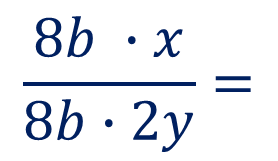 8b · x
8b · 2y =